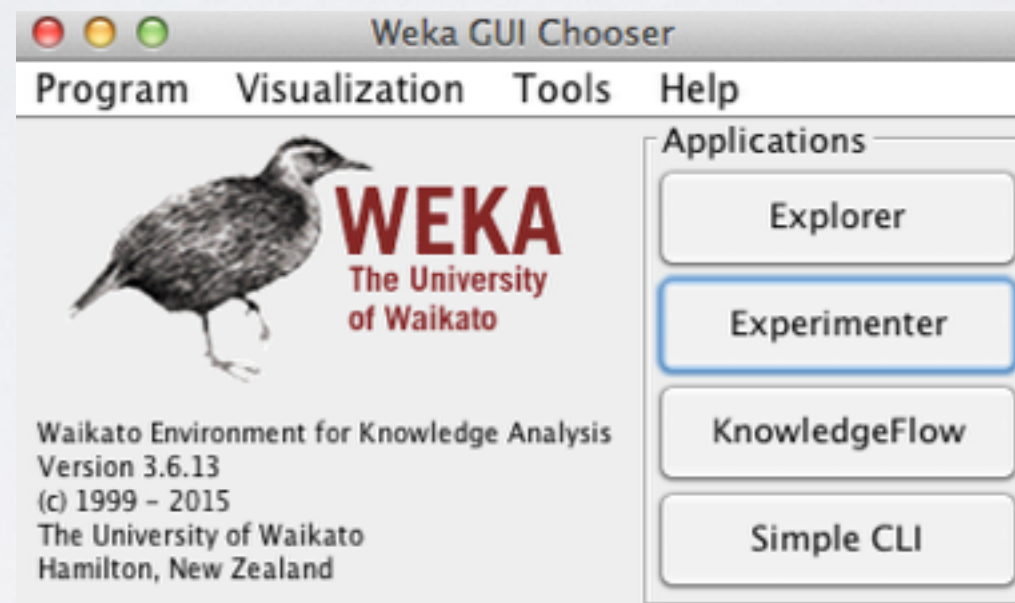 Weka GUI Chooser
Program Visualization Tools Help
WEKA
The University
of Waikato
Waikato Environment for Knowledge Analysis
Version 3.6.13
(c) 1999 – 2015
The University of Waikato
Hamilton, New Zealand
Applications
Explorer
Experimenter
KnowledgeFlow
Simple CLI